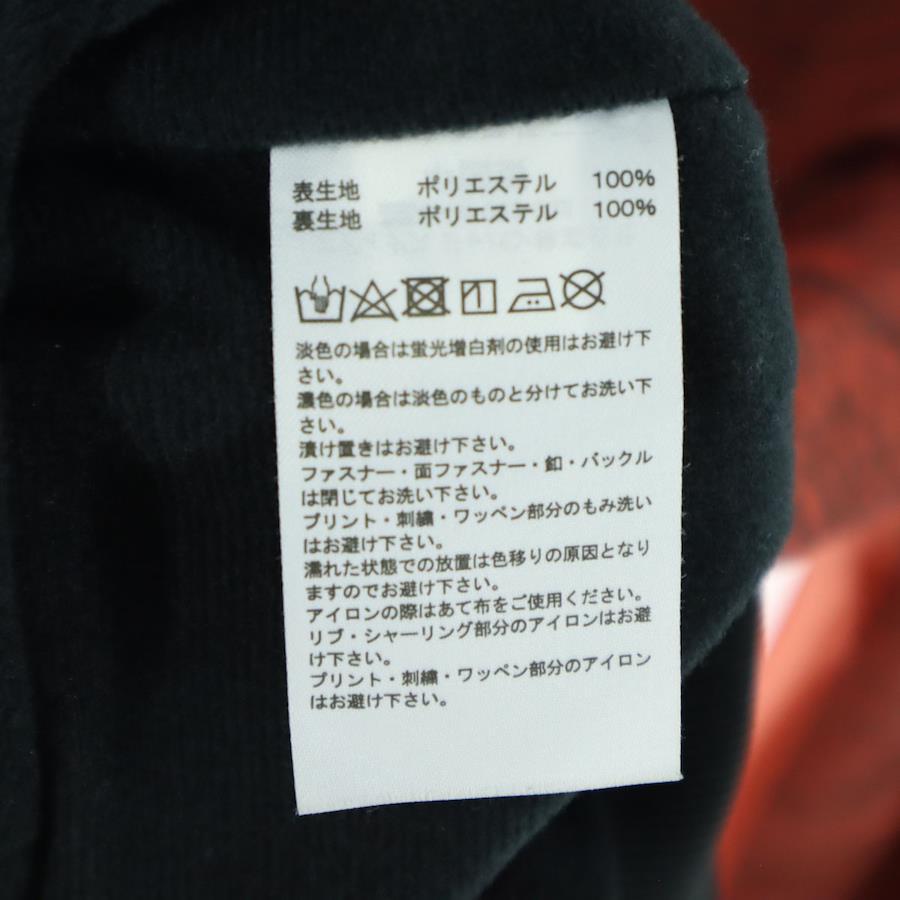 表生地 ポリエステル 100%
裏生地 ポリエステル 100%
淡色の場合は蛍光増白剤の使用はお避け下
さい。
濃色の場合は淡色のものと分けてお洗い下
さい。
漬け置きはお避け下さい。
ファスナー・面ファスナー・釦・バックル
は閉じてお洗い下さい。
プリント・刺繍・ワッペン部分のもみ洗い
はお避け下さい。
濡れた状態での放置は色移りの原因となり
ますのでお避け下さい。
アイロンの際はあて布をご使用ください。
リブ・シャーリング部分のアイロンはお避
け下さい。
プリント・刺繍・ワッペン部分のアイロン
はお避け下さい。